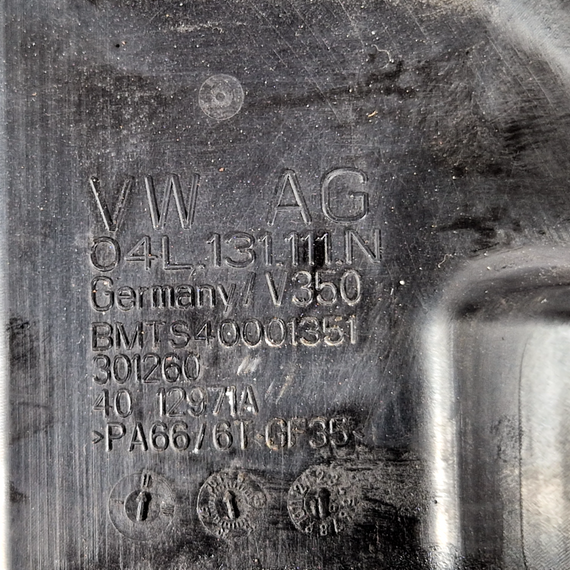 VW AG
04L.131.111.N
Germany / V350
BMTS40001351
301260
40 12971A
>PA66/6T-GF35<